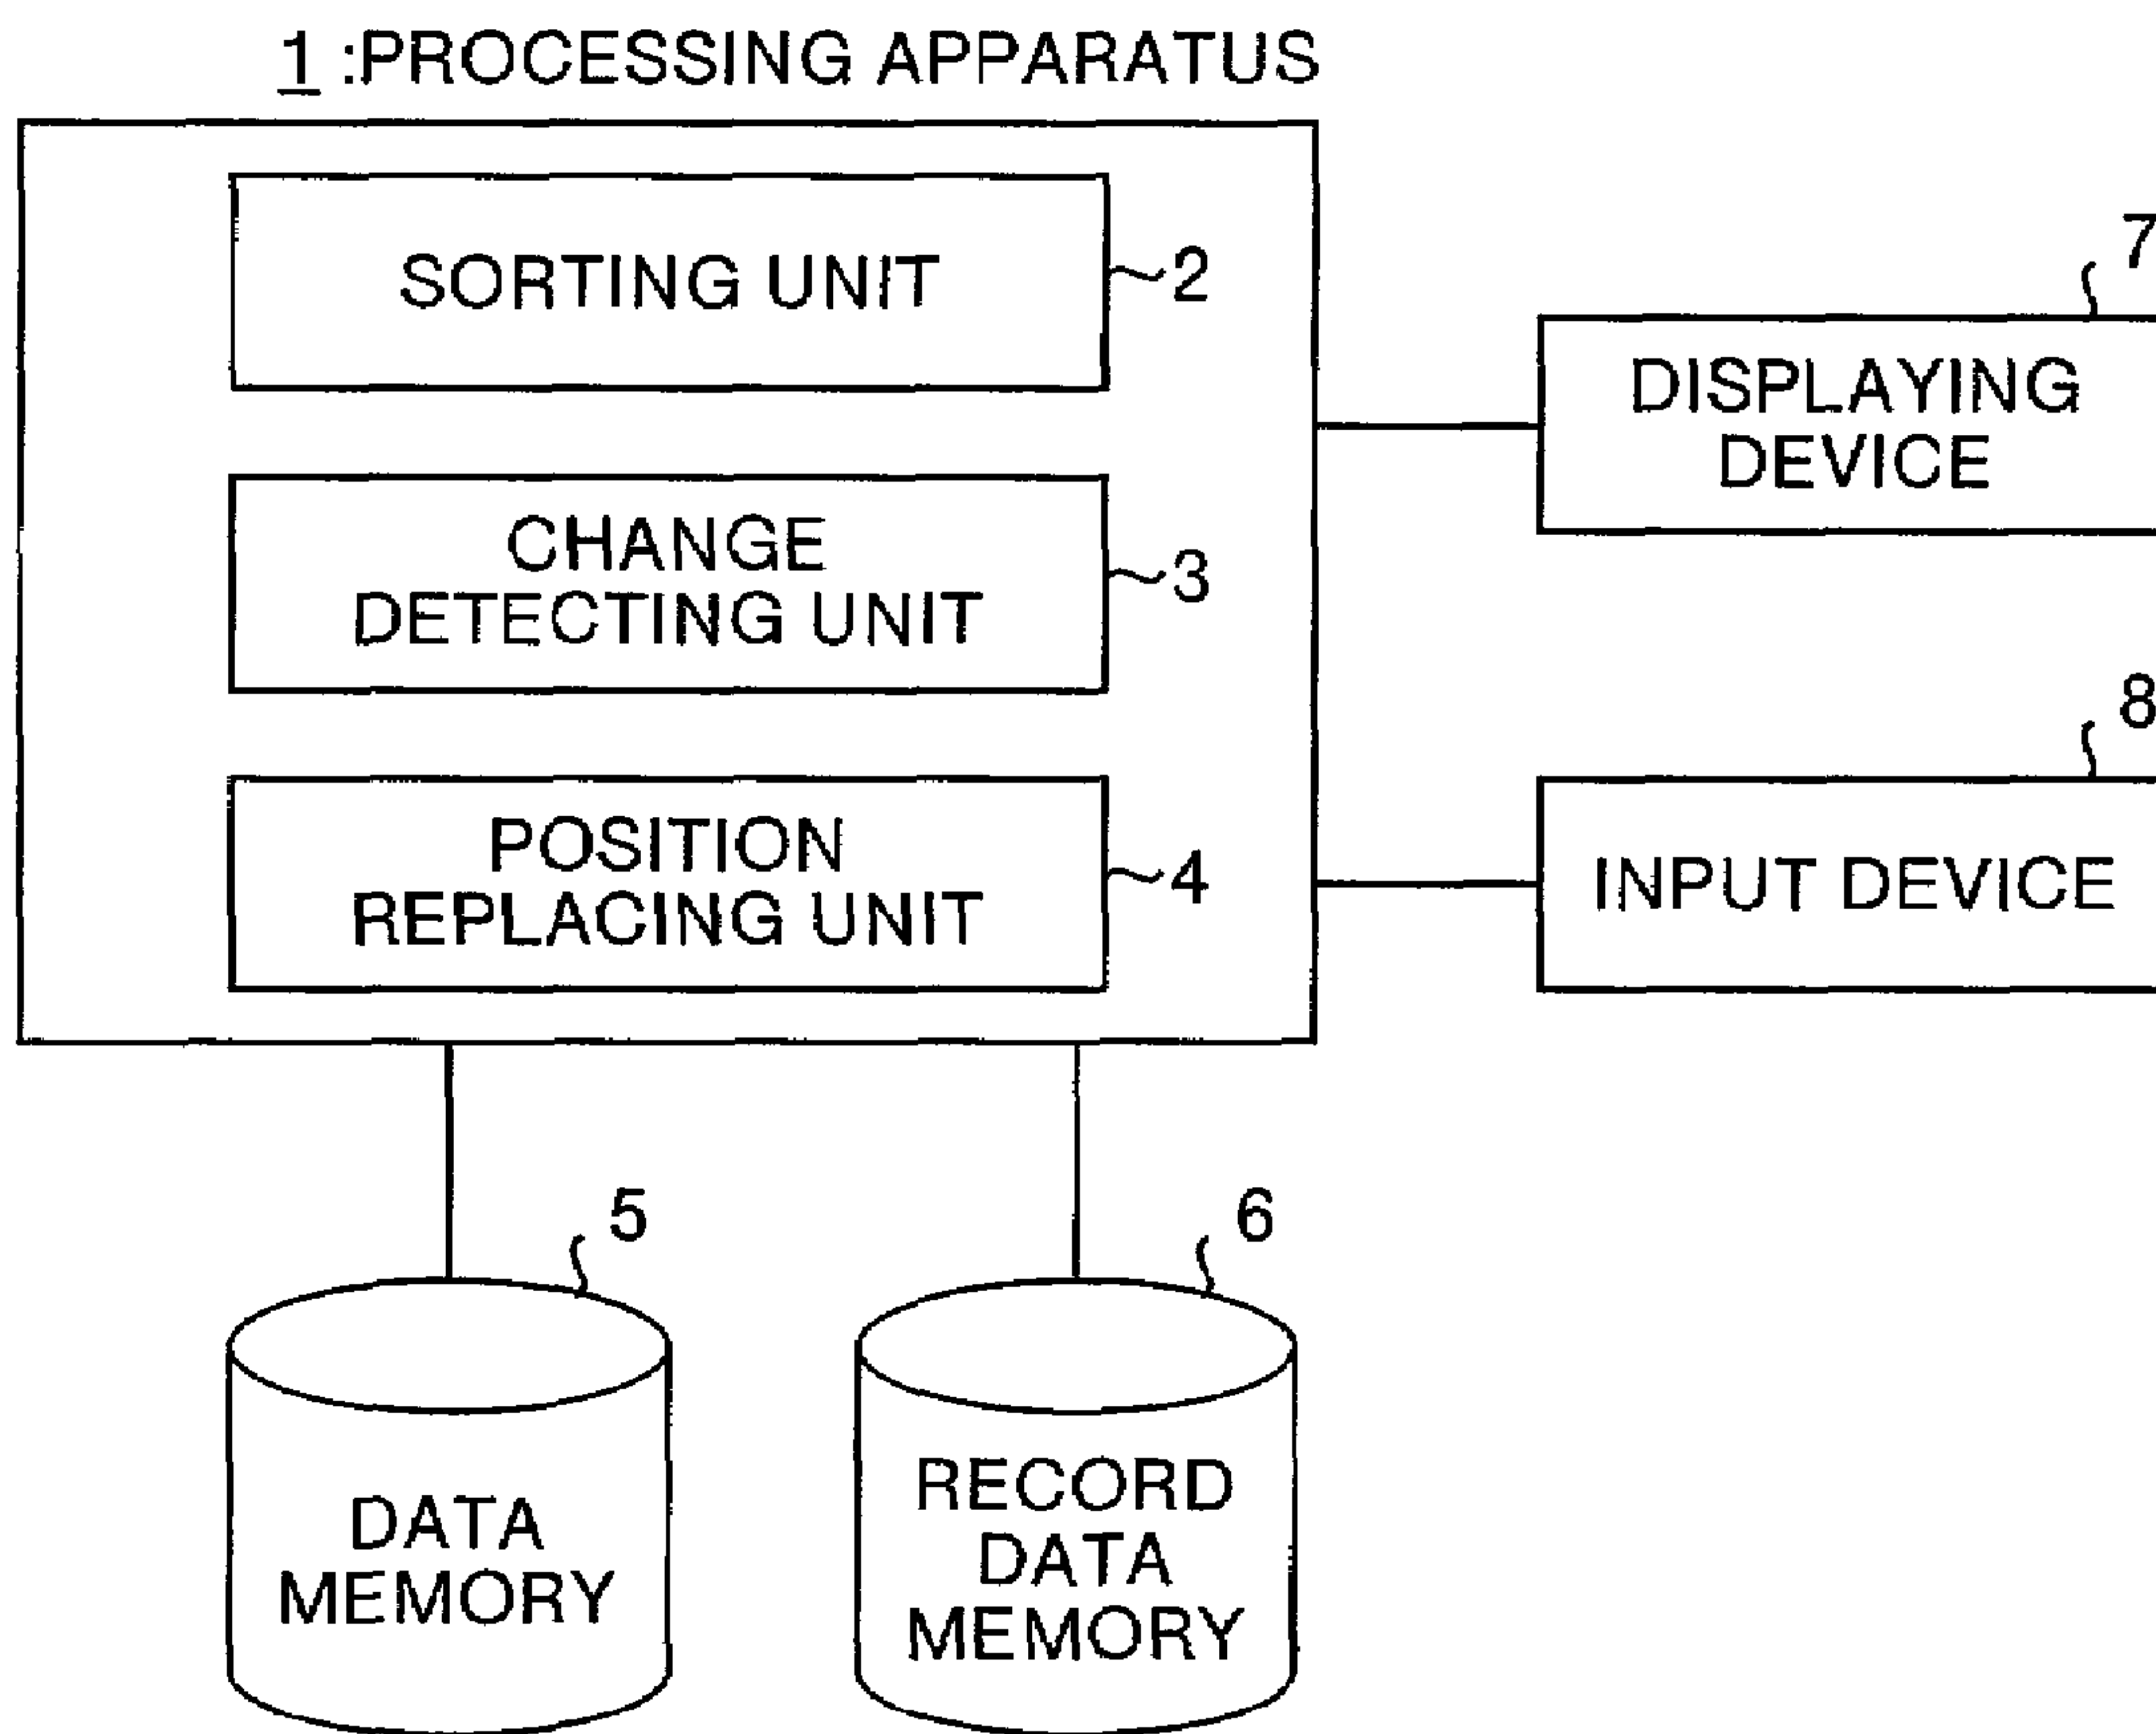 1 :PROCESSING APPARATUS
SORTING UNIT
2
CHANGE
DETECTING UNIT
3
POSITION
REPLACING UNIT
4
7
DISPLAYING
DEVICE
8
INPUT DEVICE
5
DATA
MEMORY
6
RECORD
DATA
MEMORY